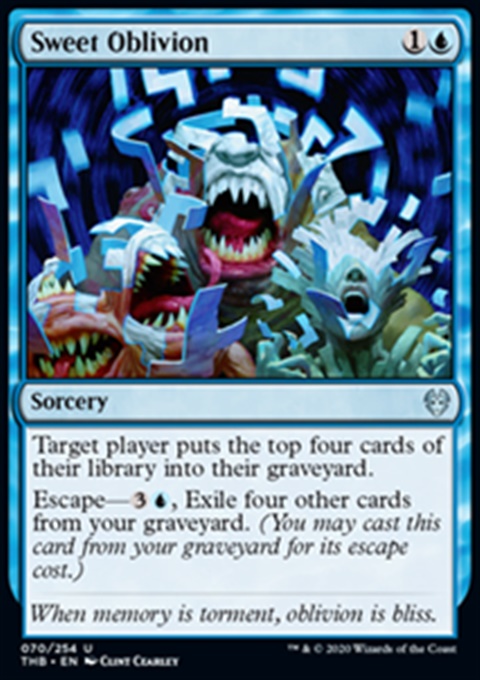 Sweet Oblivion 1
Sorcery
Target player puts the top four cards of
their library into their graveyard.
Escape—3, Exile four other cards
from your graveyard. (You may cast this
card from your graveyard for its escape
cost.)
When memory is torment, oblivion is bliss.
070/254 U
™ & © 2020 Wizards of the Coast
THB • EN Clint Cearley